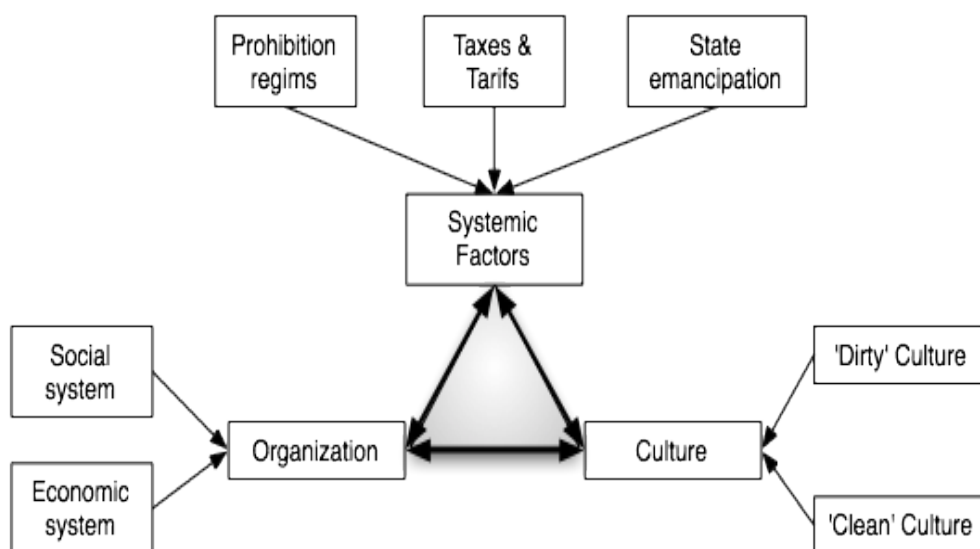 Prohibition
regims
Taxes &
Tarifs
State
emancipation
Systemic
Factors
Social
system
'Dirty' Culture
Organization
Culture
Economic
system
'Clean' Culture